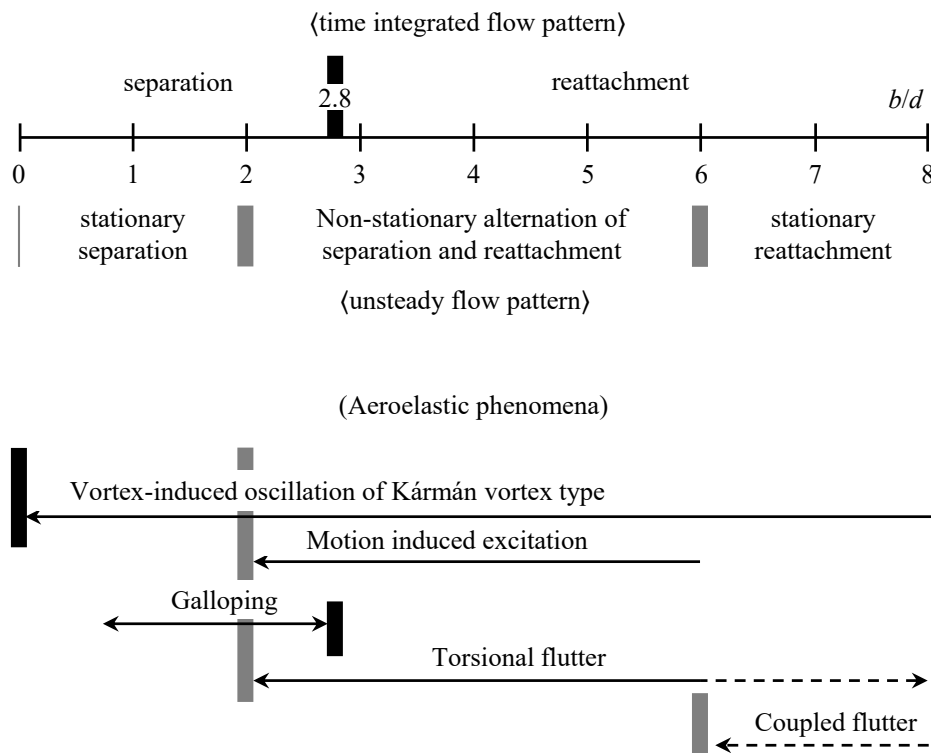 ⟨time integrated flow pattern⟩
separation
reattachment
2.8
b/d
0 1 2 3 4 5 6 7 8
stationary
separation
Non-stationary alternation of
separation and reattachment
stationary
reattachment
⟨unsteady flow pattern⟩
(Aeroelastic phenomena)
Vortex-induced oscillation of Kármán vortex type
Motion induced excitation
Galloping
Torsional flutter
Coupled flutter